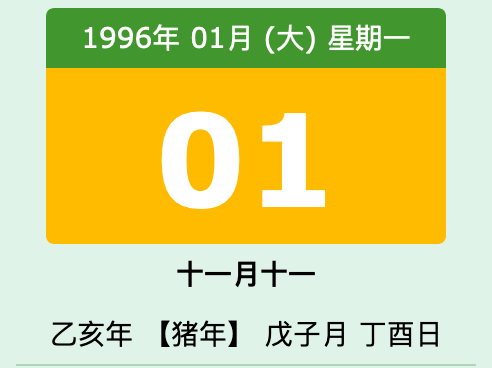 1996年 01月 (大) 星期一
01
十一月十一
乙亥年 【猪年】 戊子月 丁酉日